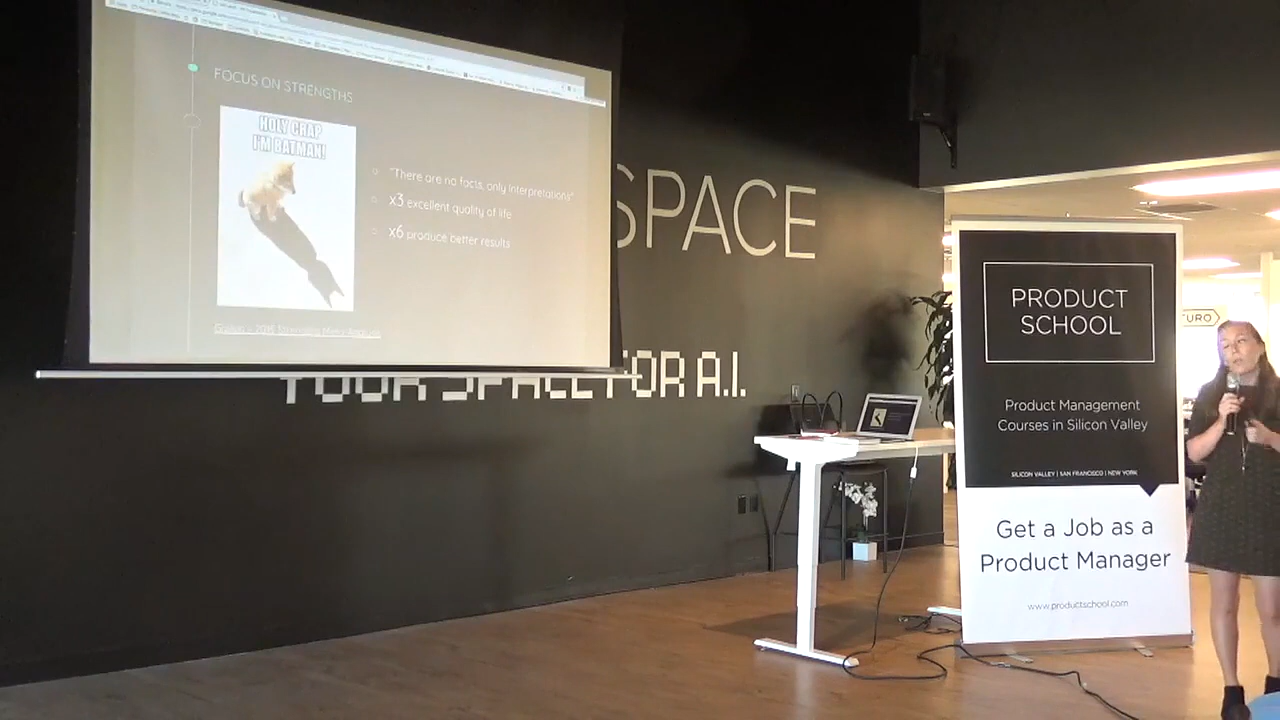 FOCUS ON STRENGTHS
HOLY CRAP
I'M BATMAN!
"There are no facts, only interpretations"
x3 excellent quality of life
x6 produce better results
SPACE
YOUR SPACE FOR A.I.
PRODUCT
SCHOOL
Product Management
Courses in Silicon Valley
SILICON VALLEY | SAN FRANCISCO | NEW YORK
Get a Job as a
Product Manager
www.productschool.com
TURO